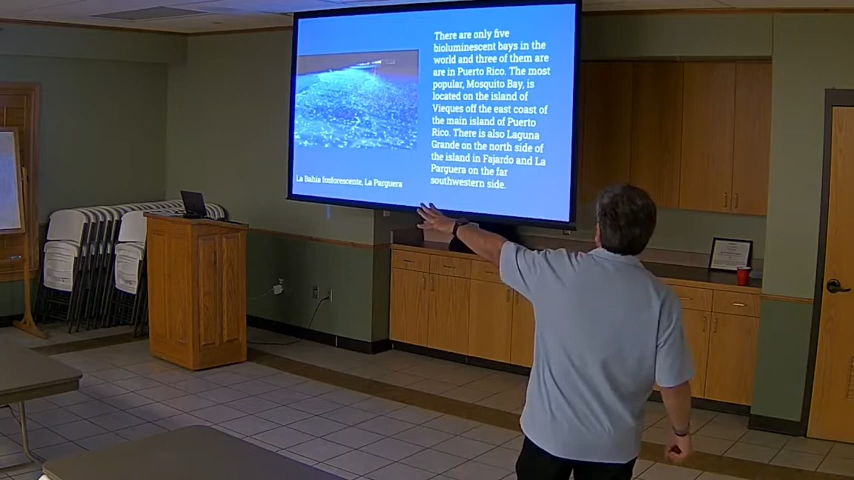 There are only five
bioluminescent bays in the
world and three of them are
are in Puerto Rico. The most
popular, Mosquito Bay, is
located on the island of
Vieques off the east coast of
the main island of Puerto
Rico. There is also Laguna
Grande on the north side of
the island in Fajardo and La
Parguera on the far
southwestern side.
La Bahia fosforescente, La Parguera